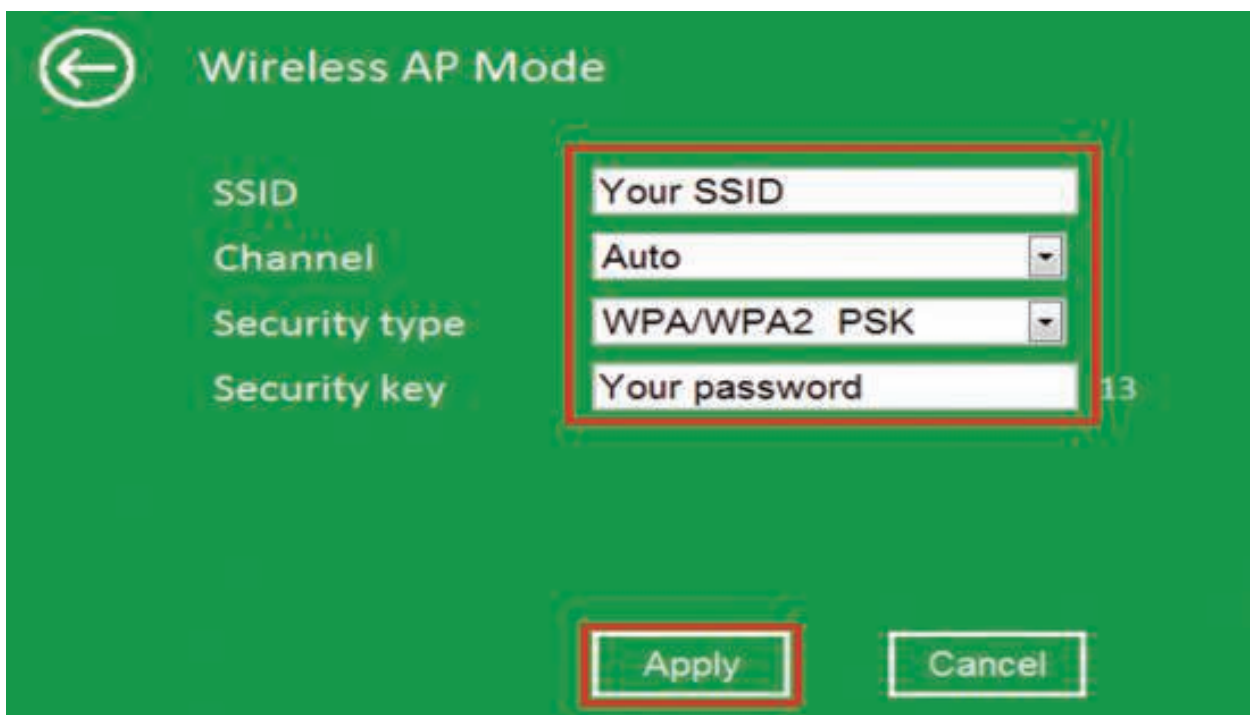 Wireless AP Mode
SSID Your SSID
Channel Auto
Security type WPA/WPA2 PSK
Security key Your password 13
Apply Cancel